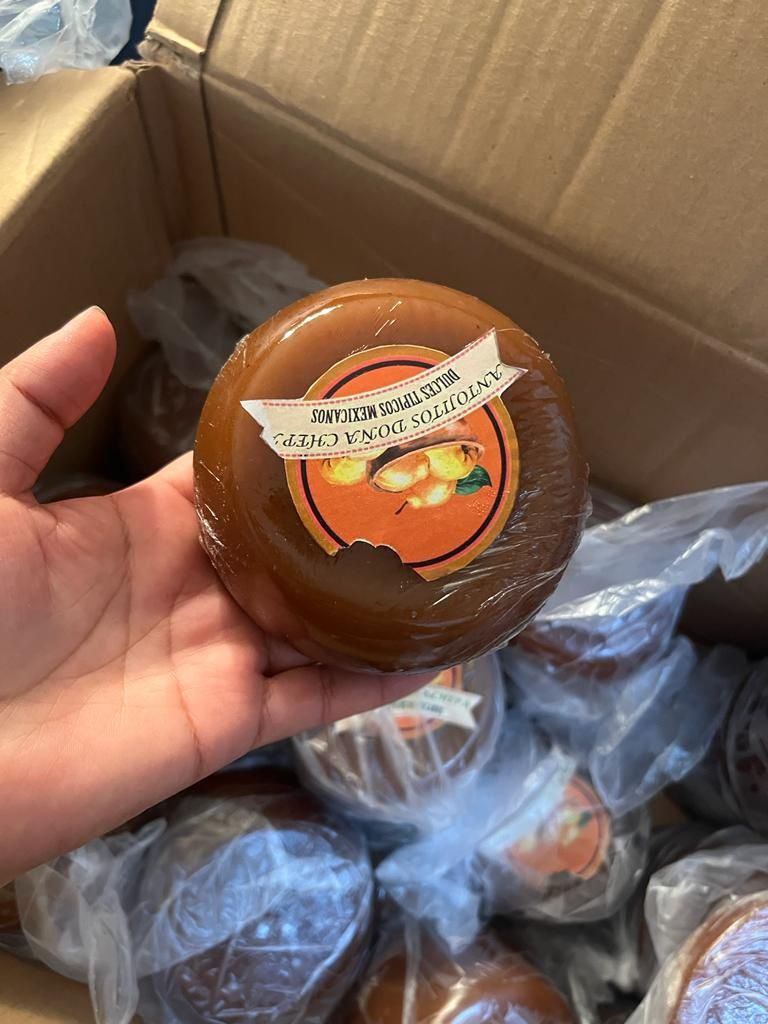 ANTOJITOS DOÑA CHEPA
DULCES TIPICOS MEXICANOS